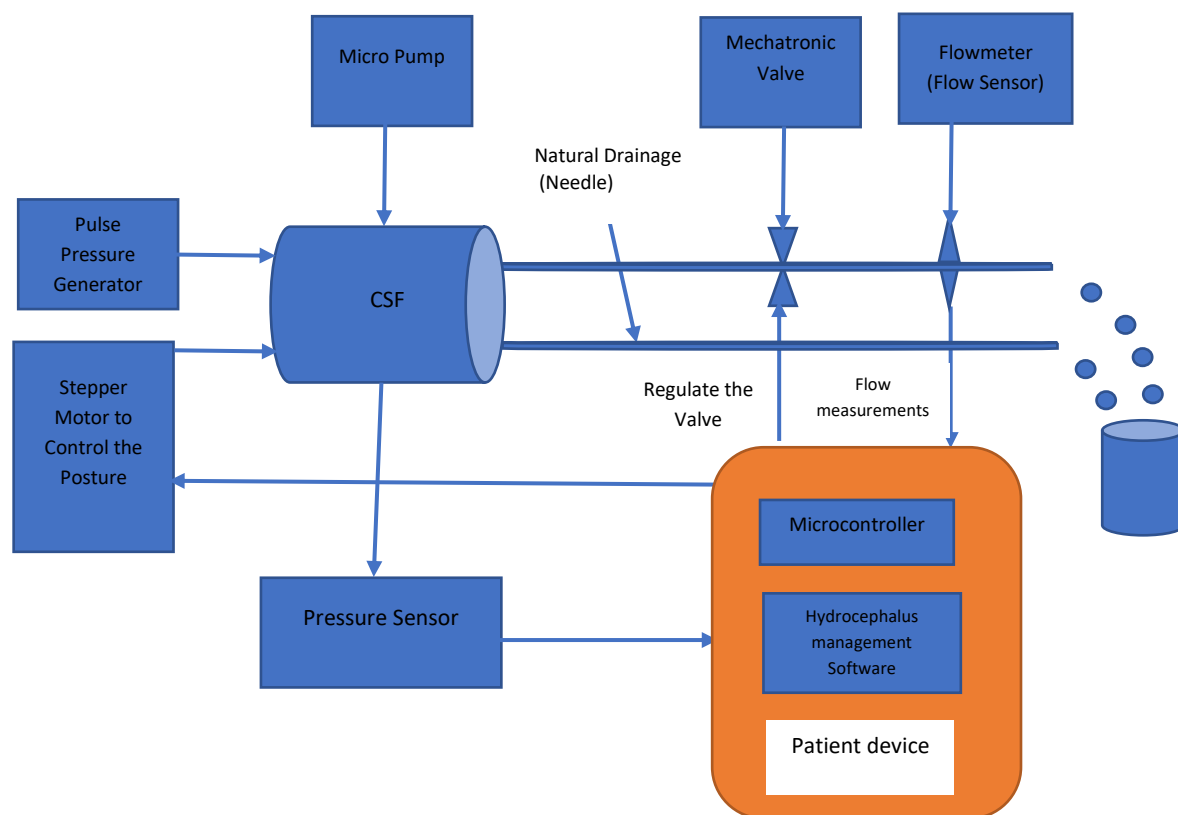 Micro Pump
Mechatronic
Valve
Flowmeter
(Flow Sensor)
Natural Drainage
(Needle)
Pulse
Pressure
Generator
CSF
Stepper
Motor to
Control the
Posture
Regulate the
Valve
Flow
measurements
Microcontroller
Pressure Sensor
Hydrocephalus
management
Software
Patient device